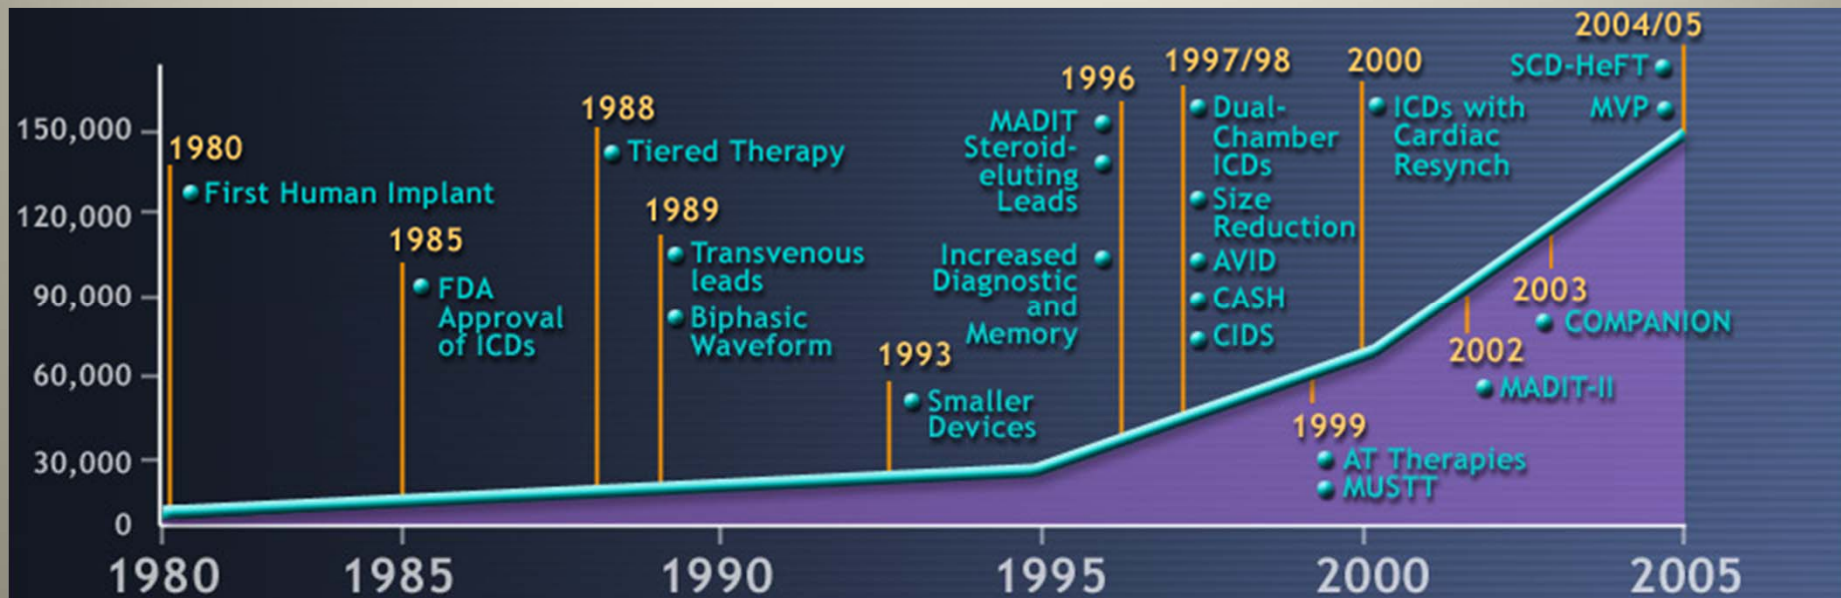 150,000
120,000
90,000
60,000
30,000
0
1980
First Human Implant
1985
FDA
Approval
of ICDs
1988
Tiered Therapy
1989
Transvenous
leads
Biphasic
Waveform
1993
Smaller
Devices
1996
MADIT
Steroid-
eluting
Leads
Increased
Diagnostic
and
Memory
1997/98
Dual-
Chamber
ICDs
Size
Reduction
AVID
CASH
CIDS
1999
AT Therapies
MUSTT
2000
ICDs with
Cardiac
Resynch
2002
MADIT-II
2003
COMPANION
2004/05
SCD-HeFT
MVP
1980
1985
1990
1995
2000
2005